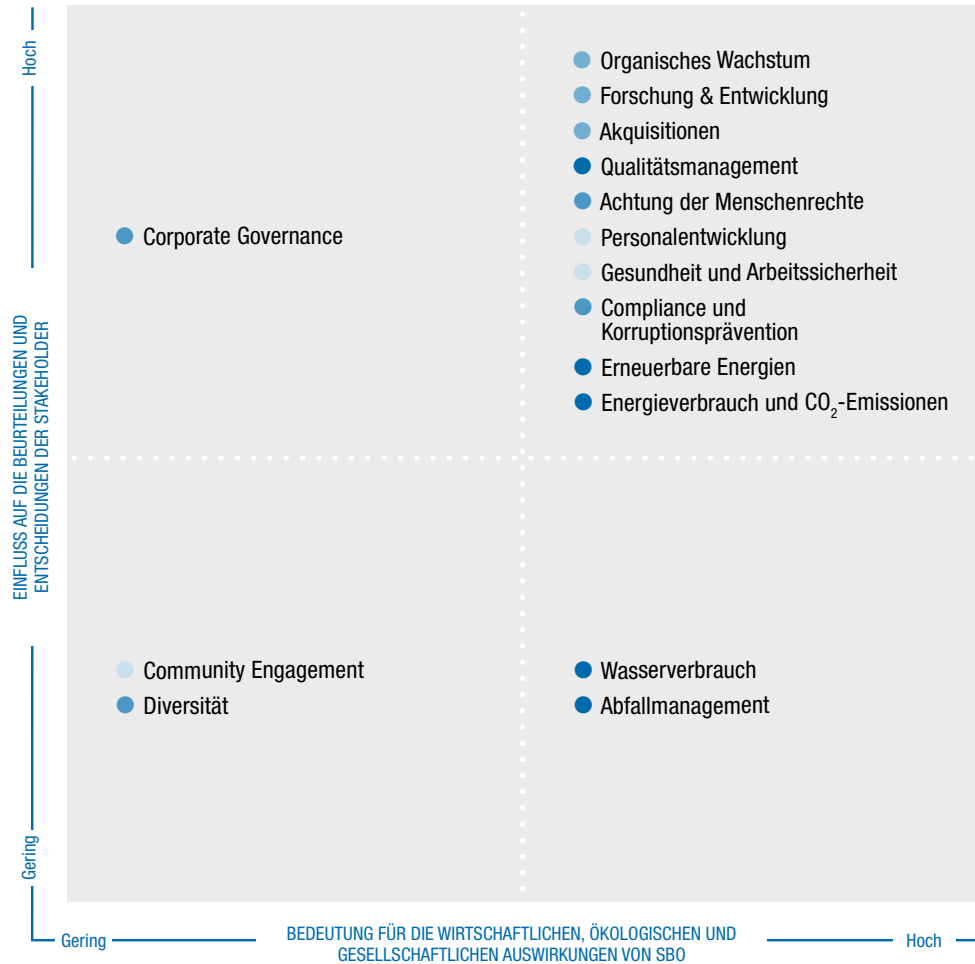 Hoch
EINFLUSS AUF DIE BEURTEILUNGEN UND
ENTSCHEIDUNGEN DER STAKEHOLDER
Gering
Corporate Governance
Organisches Wachstum
Forschung & Entwicklung
Akquisitionen
Qualitätsmanagement
Achtung der Menschenrechte
Personalentwicklung
Gesundheit und Arbeitssicherheit
Compliance und
Korruptionsprävention
Erneuerbare Energien
Energieverbrauch und CO₂-Emissionen
Community Engagement
Diversität
Wasserverbrauch
Abfallmanagement
Gering
BEDEUTUNG FÜR DIE WIRTSCHAFTLICHEN, ÖKOLOGISCHEN UND
GESELLSCHAFTLICHEN AUSWIRKUNGEN VON SBO
Hoch